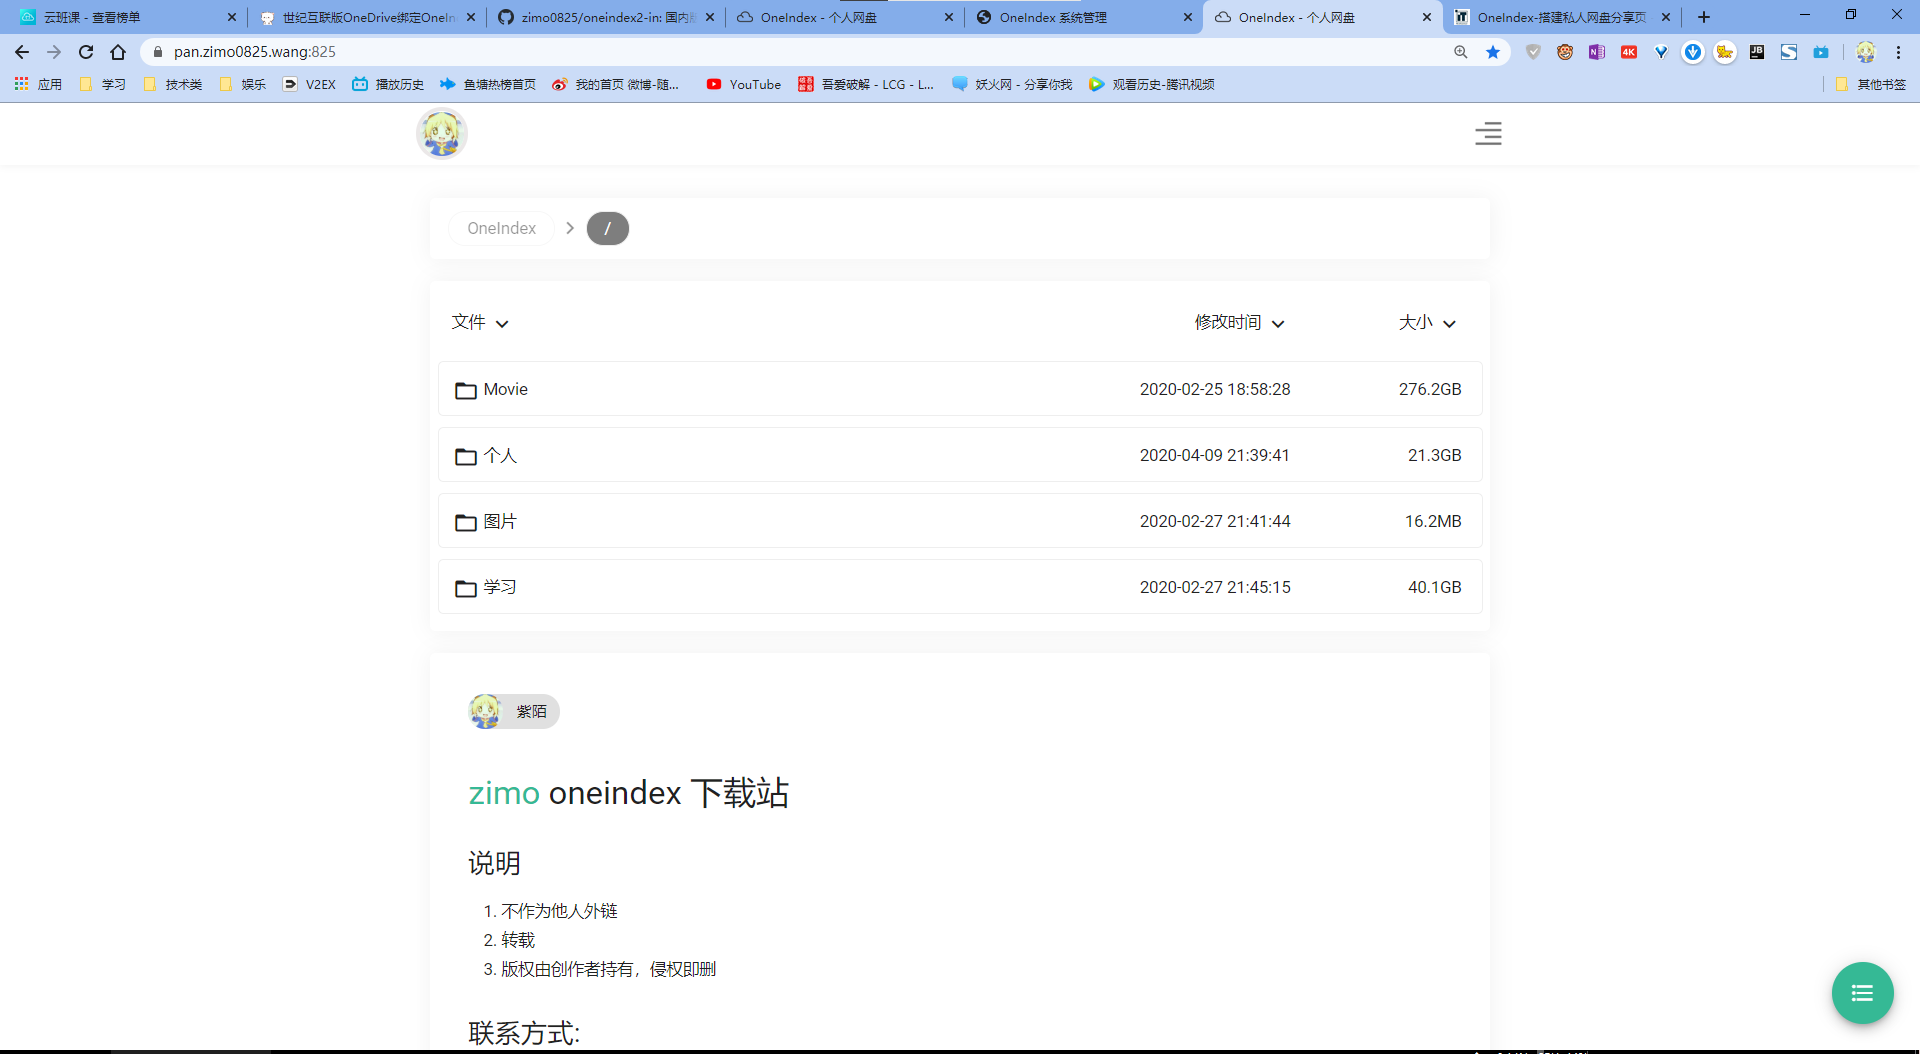 云班课 - 查看榜单
世纪互联版OneDrive绑定OneIn
zimo0825/oneindex2-in: 国内版
OneIndex - 个人网盘
OneIndex 系统管理
OneIndex - 个人网盘
OneIndex-搭建私人网盘分享页
pan.zimo0825.wang:825
应用
学习
技术类
娱乐
V2EX
播放历史
鱼塘热榜首页
我的首页 微博-随...
YouTube
吾爱破解 - LCG - L...
妖火网 - 分享你我
观看历史-腾讯视频
其他书签
OneIndex
/
文件 修改时间 大小
Movie 2020-02-25 18:58:28 276.2GB
个人 2020-04-09 21:39:41 21.3GB
图片 2020-02-27 21:41:44 16.2MB
学习 2020-02-27 21:45:15 40.1GB
紫陌
zimo oneindex 下载站
说明
1. 不作为他人外链
2. 转载
3. 版权由创作者持有，侵权即删
联系方式: